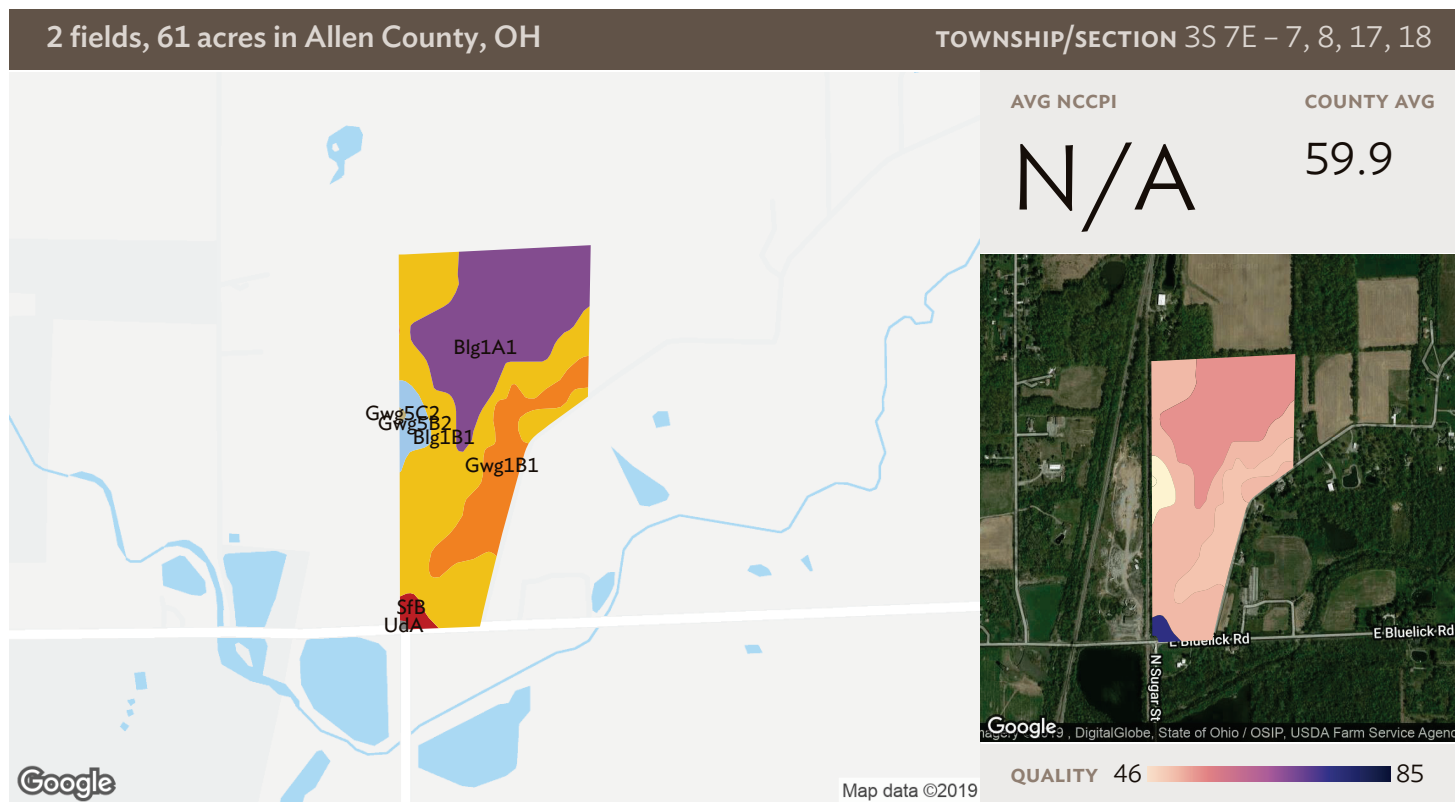 2 fields, 61 acres in Allen County, OH
TOWNSHIP/SECTION 3S 7E – 7, 8, 17, 18
AVG NCCPI
COUNTY AVG
N/A
59.9
Blg1A1
Gwg5C2
Gwg5B2
Blg1B1
Gwg1B1
SfB
UdA
Google
Map data ©2019
E Bluelick Rd
E Bluelick Rd
N Sugar St
Google
2019 , DigitalGlobe, State of Ohio / OSIP, USDA Farm Service
QUALITY 46 85